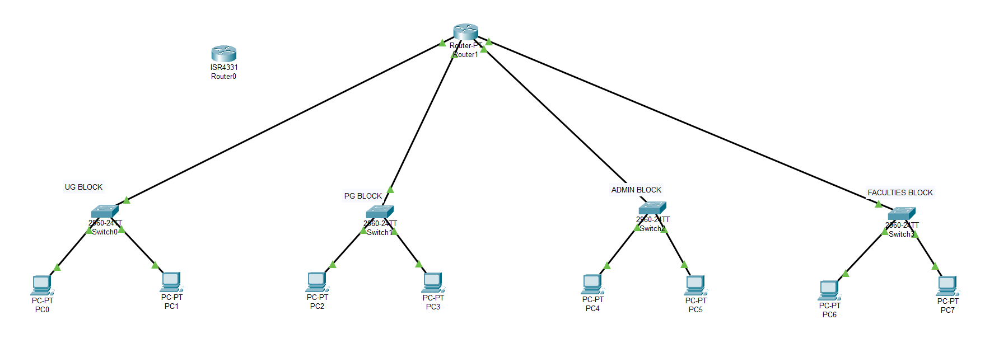 Router-PT
Router1
ISR4331
Router0
UG BLOCK
PG BLOCK
ADMIN BLOCK
FACULTIES BLOCK
2960-24TT
Switch0
2960-24TT
Switch1
2960-24TT
Switch2
2960-24TT
Switch3
PC-PT
PC0
PC-PT
PC1
PC-PT
PC2
PC-PT
PC3
PC-PT
PC4
PC-PT
PC5
PC-PT
PC6
PC-PT
PC7